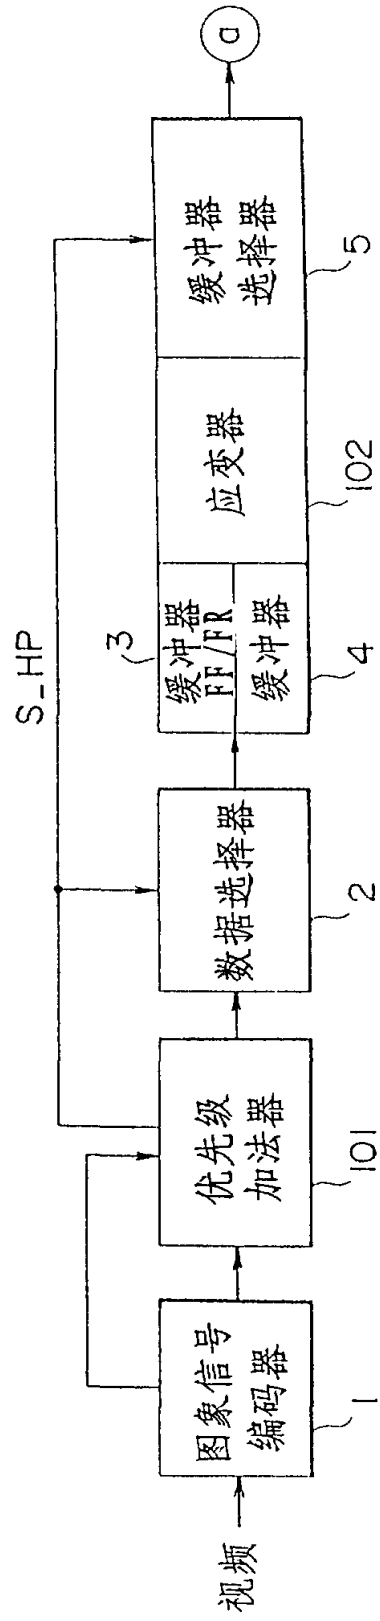 S_HP
视频
图象信号
编码器
1
优先级
加法器
101
数据选择器
2
缓冲器
FF/FR
3
缓冲器
4
应变器
102
缓冲器
选择器
5
a